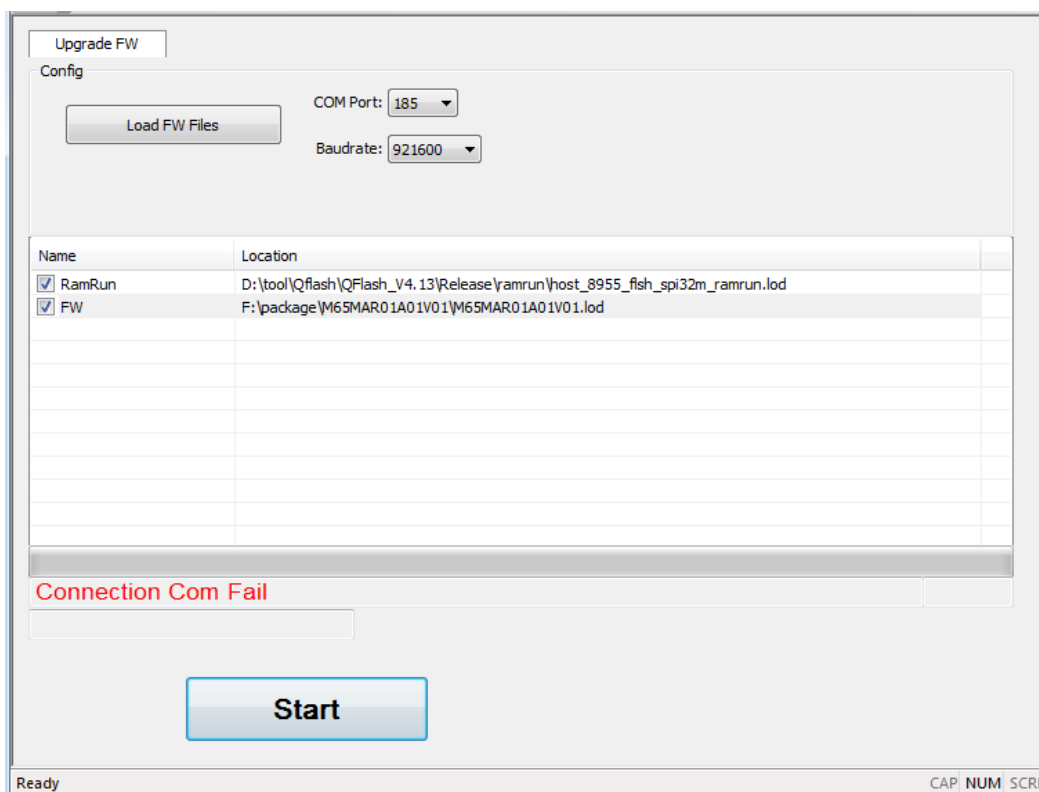 Upgrade FW
Config
Load FW Files
COM Port: 185
Baudrate: 921600
Name Location
RamRun D:\tool\Qflash\QFlash_V4.13\Release\ramrun\host_8955_flsh_spi32m_ramrun.lod
FW F:\package\M65MAR01A01V01\M65MAR01A01V01.lod
Connection Com Fail
Start
Ready CAP NUM SCR